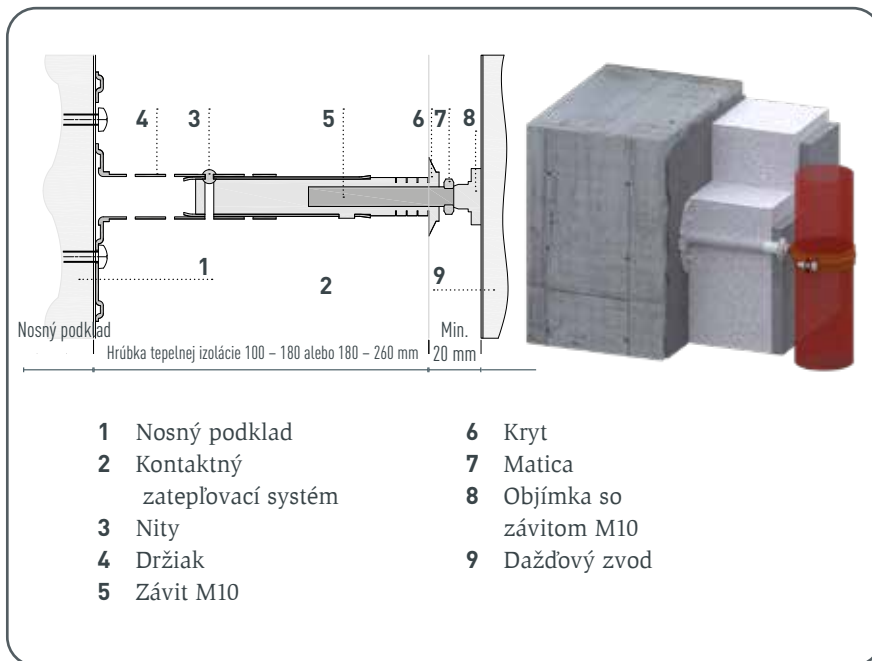 4 3 5 6 7 8
1 2 9
Nosný podklad
Hrúbka tepelnej izolácie 100 – 180 alebo 180 – 260 mm
Min.
20 mm
1 Nosný podklad
2 Kontaktný
zatepľovací systém
3 Nity
4 Držiak
5 Závit M10
6 Kryt
7 Matica
8 Objímka so
závitom M10
9 Dažďový zvod